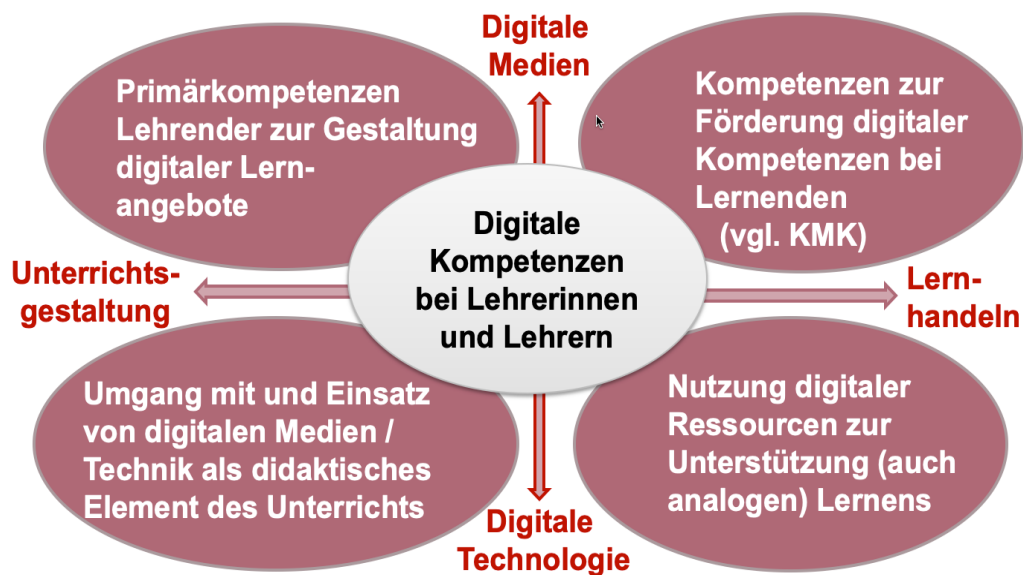 Digitale
Medien
Primärkompetenzen
Lehrender zur Gestaltung
digitaler Lern-
angebote
Kompetenzen zur
Förderung digitaler
Kompetenzen bei
Lernenden
(vgl. KMK)
Digitale
Kompetenzen
bei Lehrerinnen
und Lehrern
Unterrichts-
gestaltung
Lern-
handeln
Umgang mit und Einsatz
von digitalen Medien /
Technik als didaktisches
Element des Unterrichts
Nutzung digitaler
Ressourcen zur
Unterstützung (auch
analogen) Lernens
Digitale
Technologie